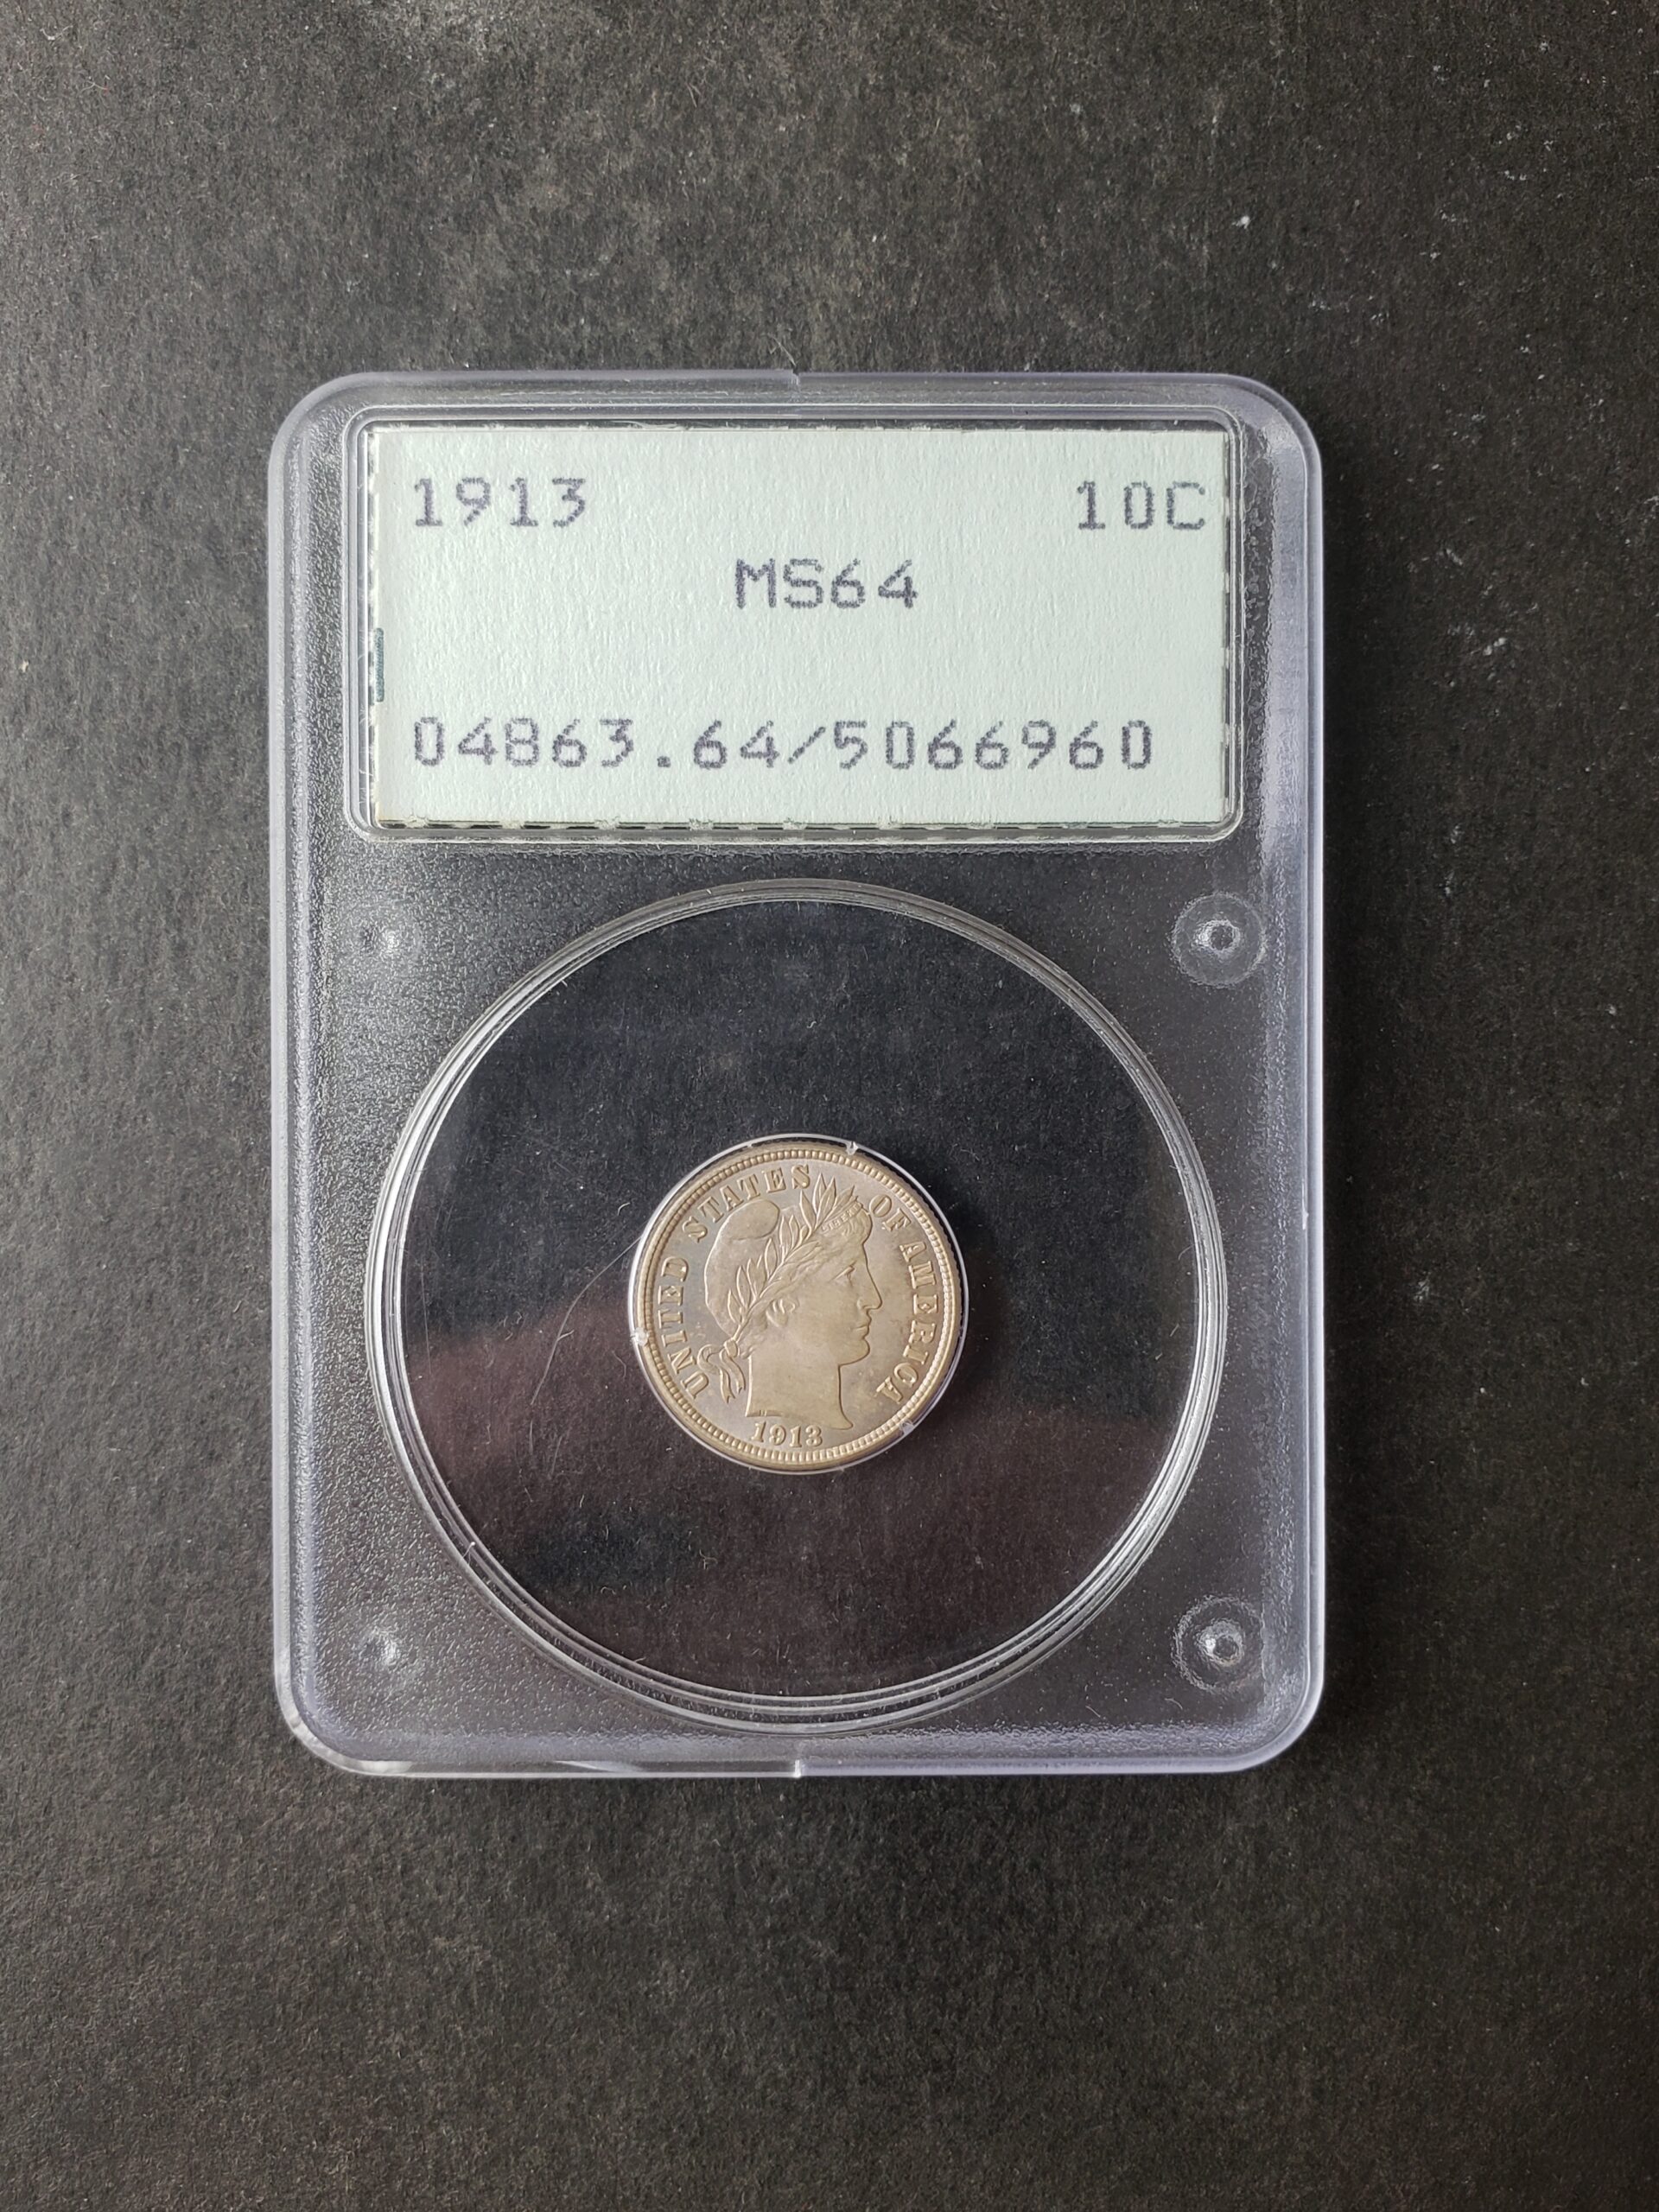 1913 10C
MS64
04863.64/5066960
UNITED STATES OF AMERICA
1913